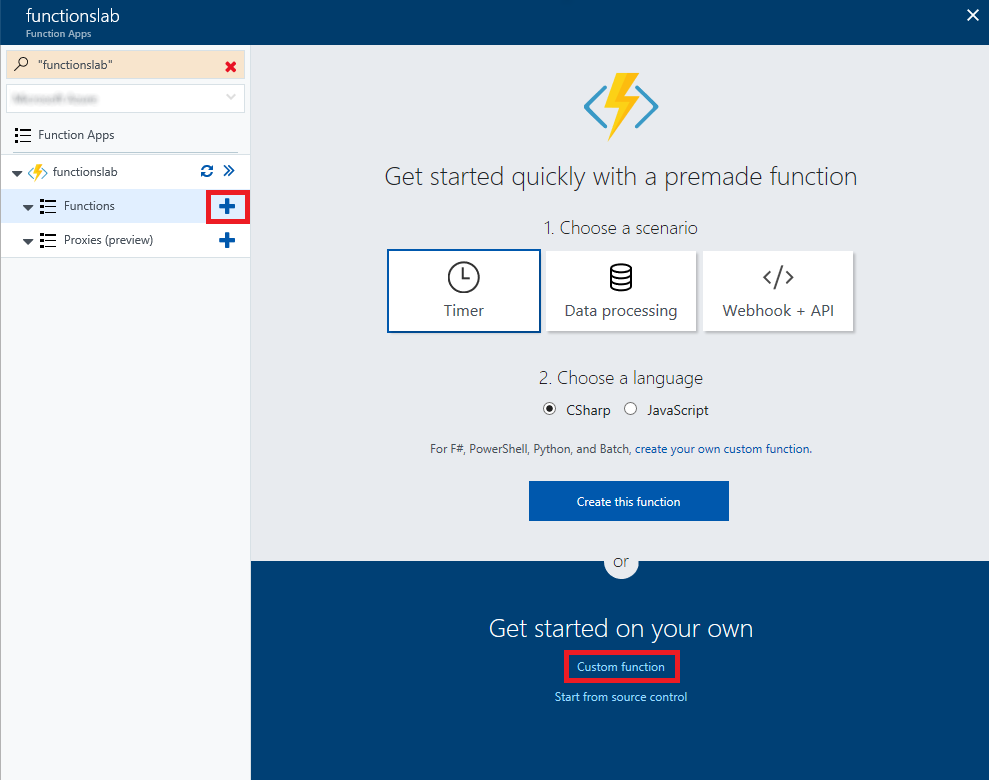 functionslab
Function Apps
"functionslab"
Function Apps
functionslab
Functions
Proxies (preview)
Get started quickly with a premade function
1. Choose a scenario
Timer
Data processing
Webhook + API
2. Choose a language
CSharp
JavaScript
For F#, PowerShell, Python, and Batch, create your own custom function.
Create this function
or
Get started on your own
Custom function
Start from source control